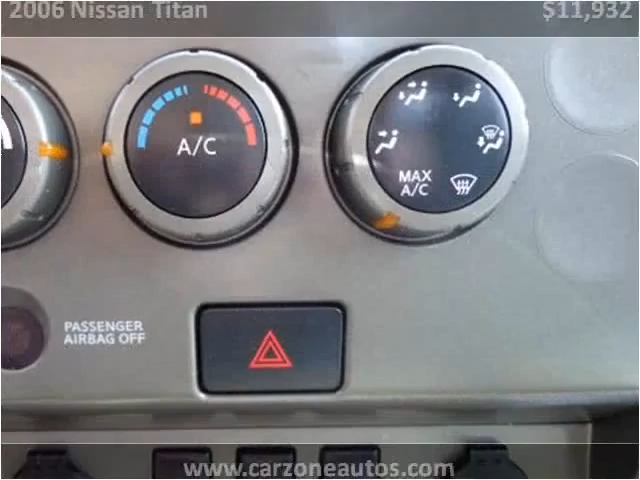 2006 Nissan Titan $11,932
A/C
MAX
A/C
PASSENGER
AIRBAG OFF
www.carzoneautos.com